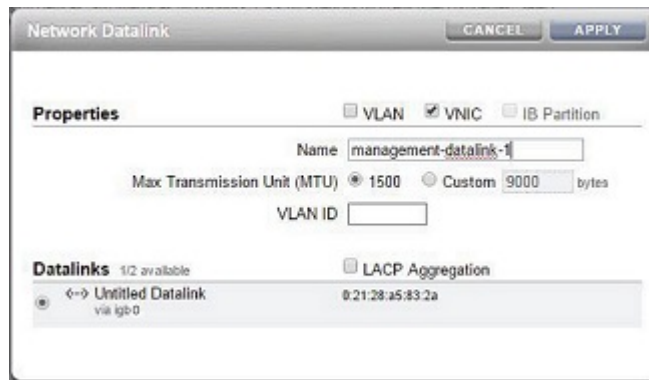 Network Datalink CANCEL APPLY
Properties VLAN VNIC IB Partition
Name management-datalink-1
Max Transmission Unit (MTU) 1500 Custom 9000 bytes
VLAN ID
Datalinks 1/2 available LACP Aggregation
Untitled Datalink 0:21:28:a5:83:2a
via igb0